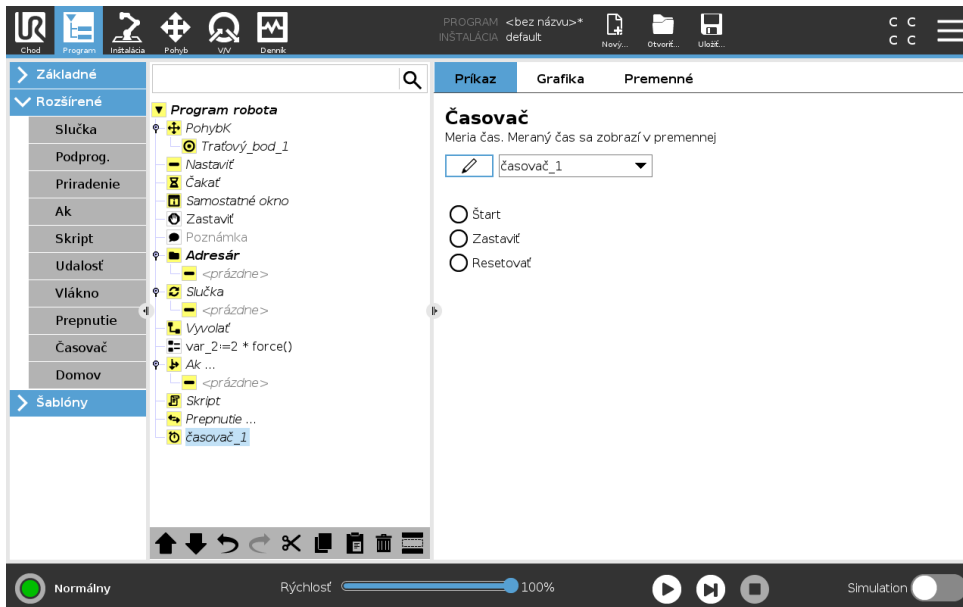 UR
Chod
Program
Inštalácia
Pohyb
V/V
Denník
PROGRAM <bez názvu>*
INŠTALÁCIA default
Nový...
Otvoriť...
Uložiť...
C C
C C
Základné
Rozšírené
Slučka
Podprog.
Priradenie
Ak
Skript
Udalosť
Vlákno
Prepnutie
Časovač
Domov
Šablóny
Program robota
PohybK
Traťový_bod_1
Nastaviť
Čakať
Samostatné okno
Zastaviť
Poznámka
Adresár
<prázdne>
Slučka
<prázdne>
Vyvolať
var_2≔2 * force()
Ak ...
<prázdne>
Skript
Prepnutie ...
časovač_1
Príkaz
Grafika
Premenné
Časovač
Meria čas. Meraný čas sa zobrazí v premennej
časovač_1
Štart
Zastaviť
Resetovať
Normálny
Rýchlosť
100%
Simulation